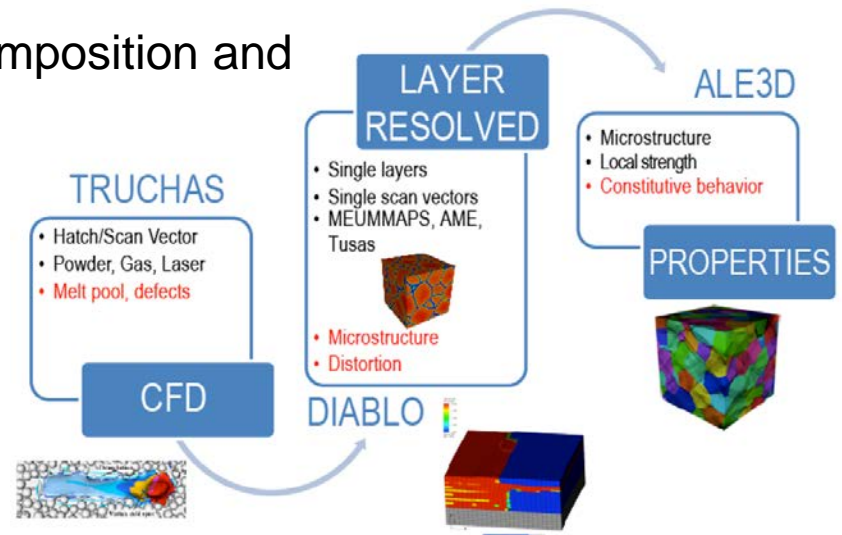 mposition and
TRUCHAS
• Hatch/Scan Vector
• Powder, Gas, Laser
• Melt pool, defects
CFD
LAYER
RESOLVED
• Single layers
• Single scan vectors
• MEUMMAPS, AME,
Tusas
• Microstructure
• Distortion
DIABLO
ALE3D
• Microstructure
• Local strength
• Constitutive behavior
PROPERTIES